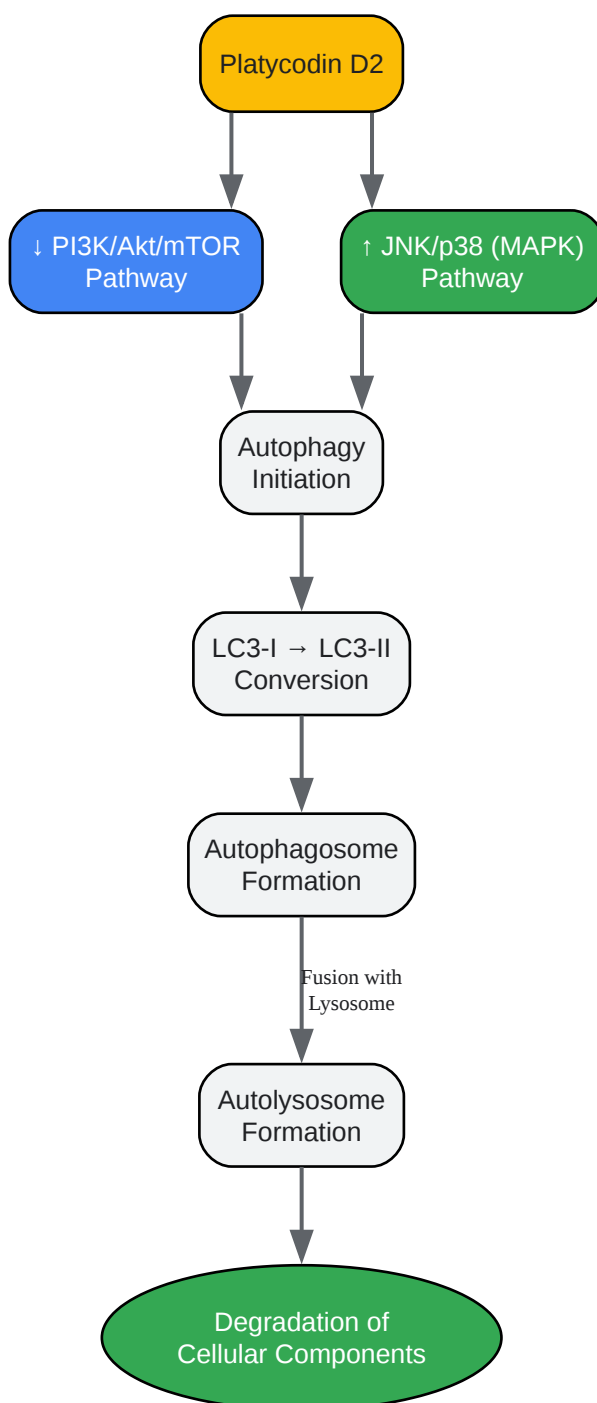 Platycodin D2
↓ PI3K/Akt/mTOR
Pathway
↑ JNK/p38 (MAPK)
Pathway
Autophagy
Initiation
LC3-I → LC3-II
Conversion
Autophagosome
Formation
Fusion with
Lysosome
Autolysosome
Formation
Degradation of
Cellular Components